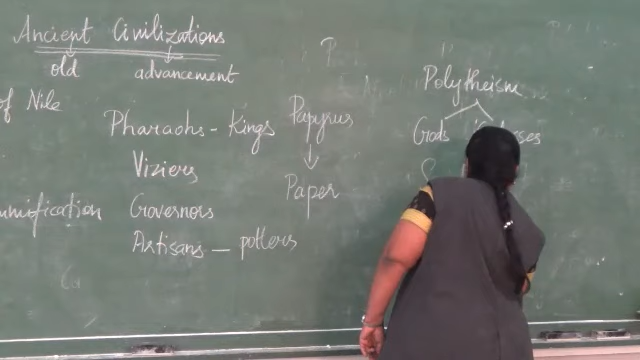 Ancient Civilizations
old advancement
of Nile
Pharaohs - Kings
Viziers
Governors
Artisans - potters
Papyrus
Paper
Polytheism
Gods